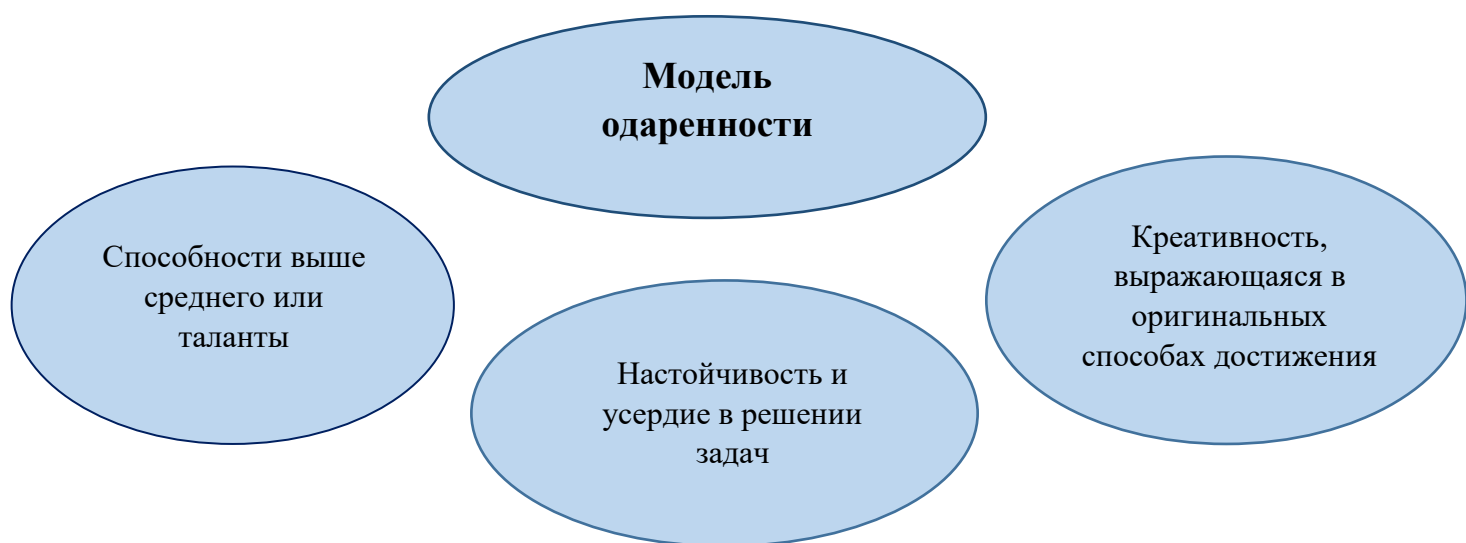 Модель
одаренности
Способности выше
среднего или
таланты
Настойчивость и
усердие в решении
задач
Креативность,
выражающаяся в
оригинальных
способах достижения